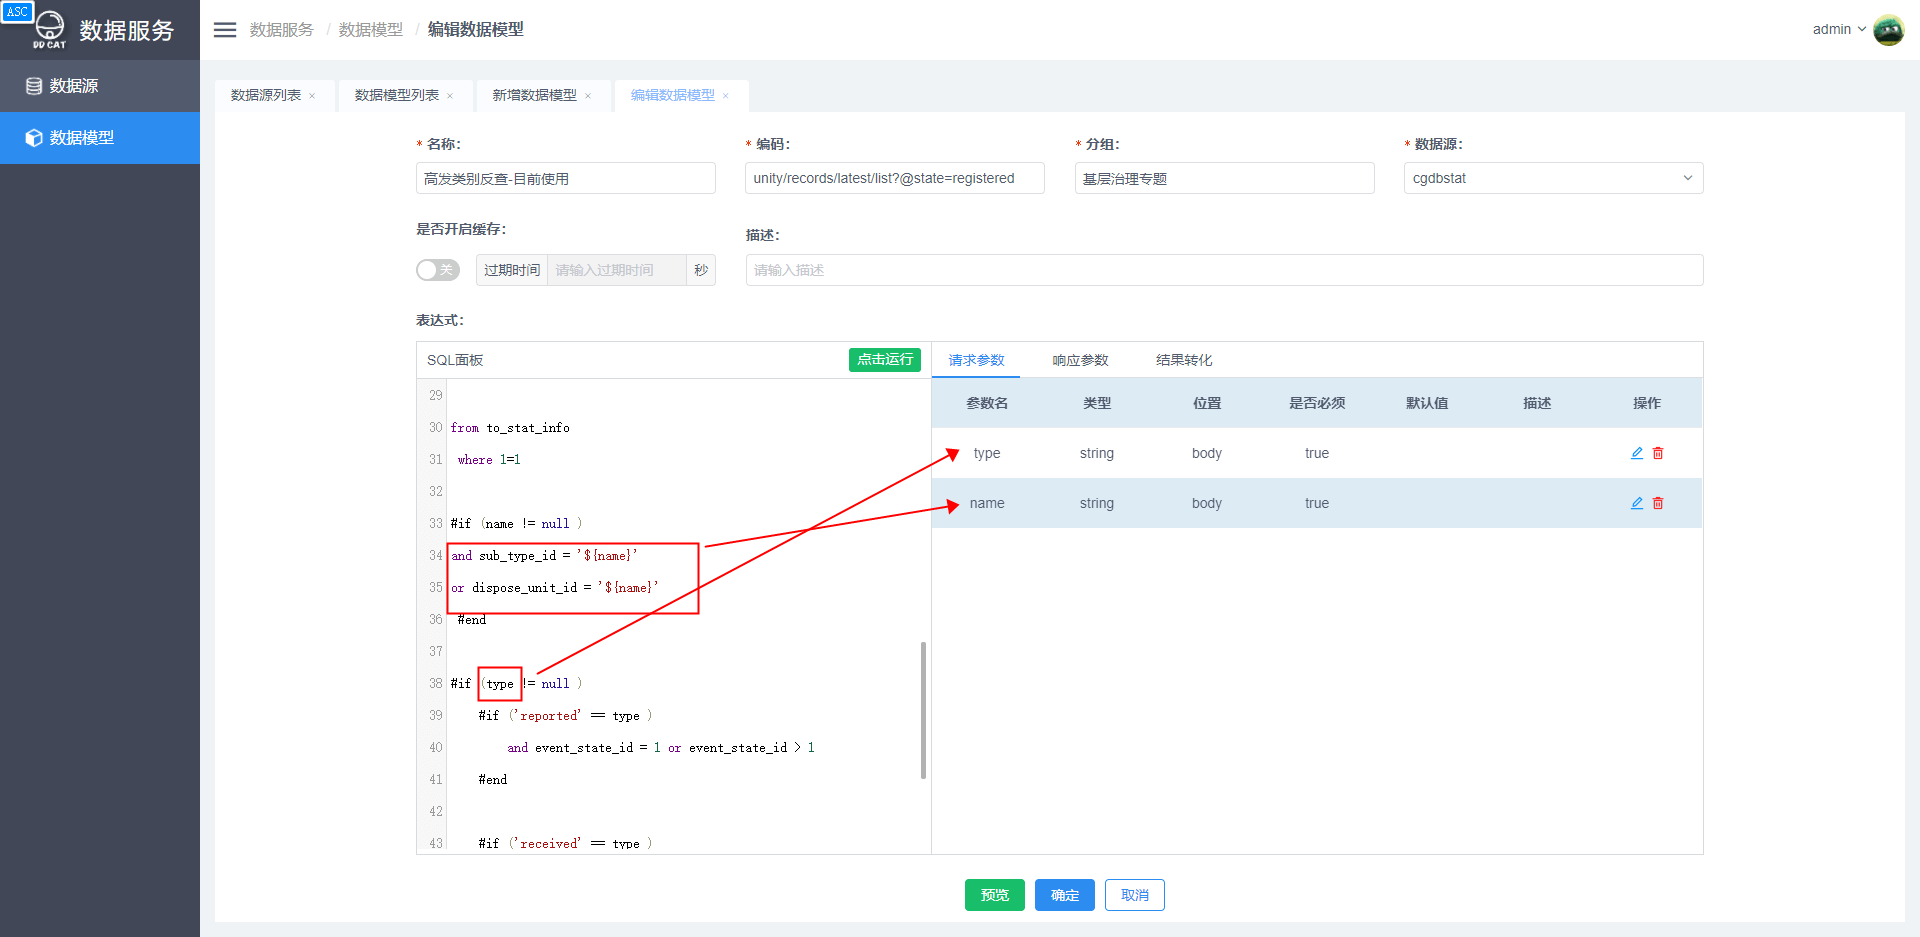 ASC
DD CAT
数据服务
数据服务 / 数据模型 / 编辑数据模型
admin
数据源
数据模型
数据源列表 ×
数据模型列表 ×
新增数据模型 ×
编辑数据模型 ×
* 名称:
* 编码:
* 分组:
* 数据源:
高发类别反查-目前使用
unity/records/latest/list?@state=registered
基层治理专题
cgdbstat
是否开启缓存:
描述:
关
过期时间
请输入过期时间
秒
请输入描述
表达式:
SQL面板
点击运行
请求参数
响应参数
结果转化
参数名 类型 位置 是否必须 默认值 描述 操作
type string body true
name string body true
29
30 from to_stat_info
31 where 1=1
32
33 #if (name != null )
34 and sub_type_id = '${name}'
35 or dispose_unit_id = '${name}'
36 #end
37
38 #if (type != null )
39 #if ('reported' == type )
40 and event_state_id = 1 or event_state_id > 1
41 #end
42
43 #if ('received' == type )
预览
确定
取消